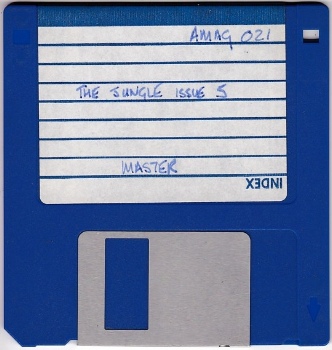 AMAG 021
THE JUNGLE ISSUE 5
MASTER
INDEX